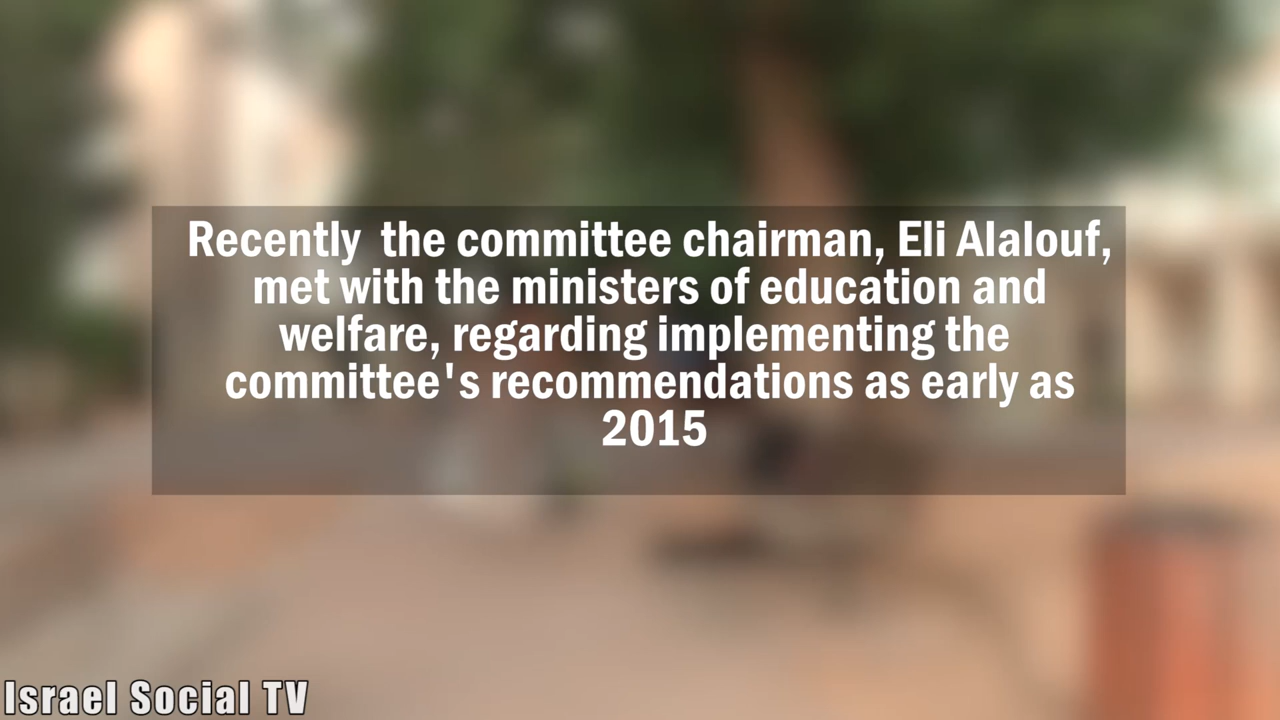 Recently  the committee chairman, Eli Alalouf,
met with the ministers of education and
welfare, regarding implementing the
committee's recommendations as early as
2015
Israel Social TV